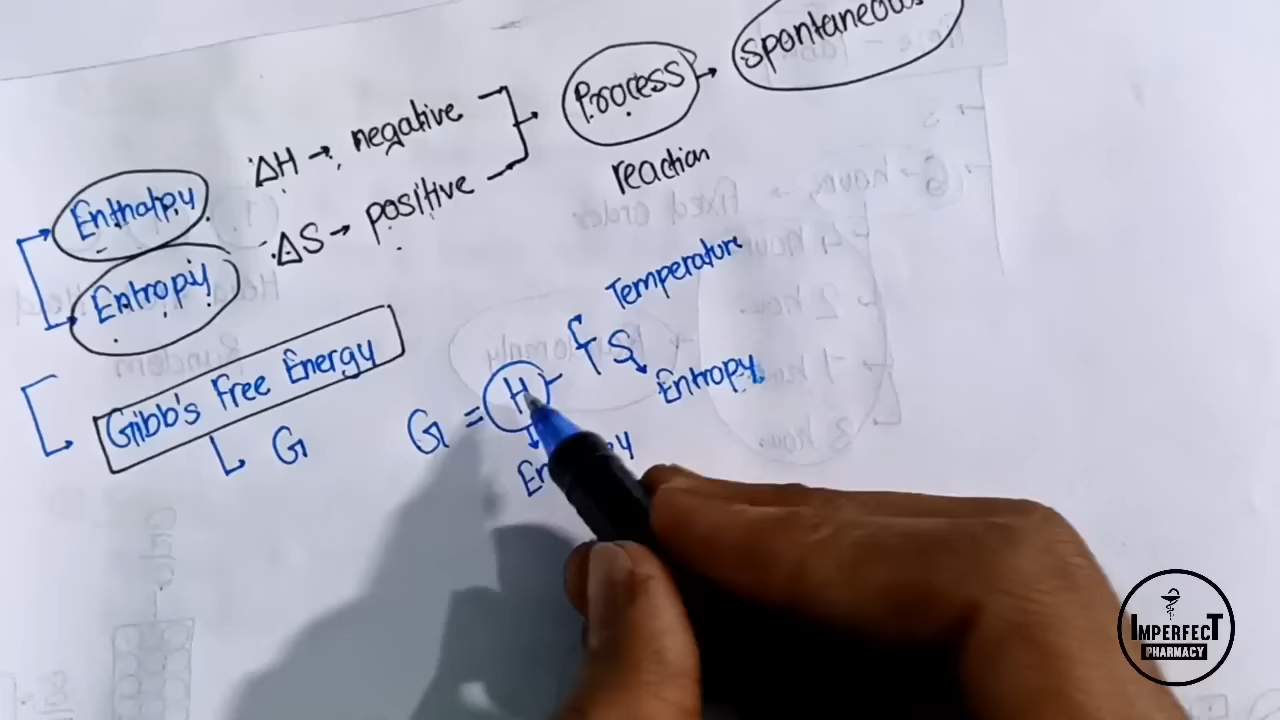 spontaneous
Process
reaction
ΔH → negative
ΔS → positive
Enthalpy
Entropy
Temperature
Gibb's Free Energy
G
G = H - TS
Entropy
IMPERFECT
PHARMACY